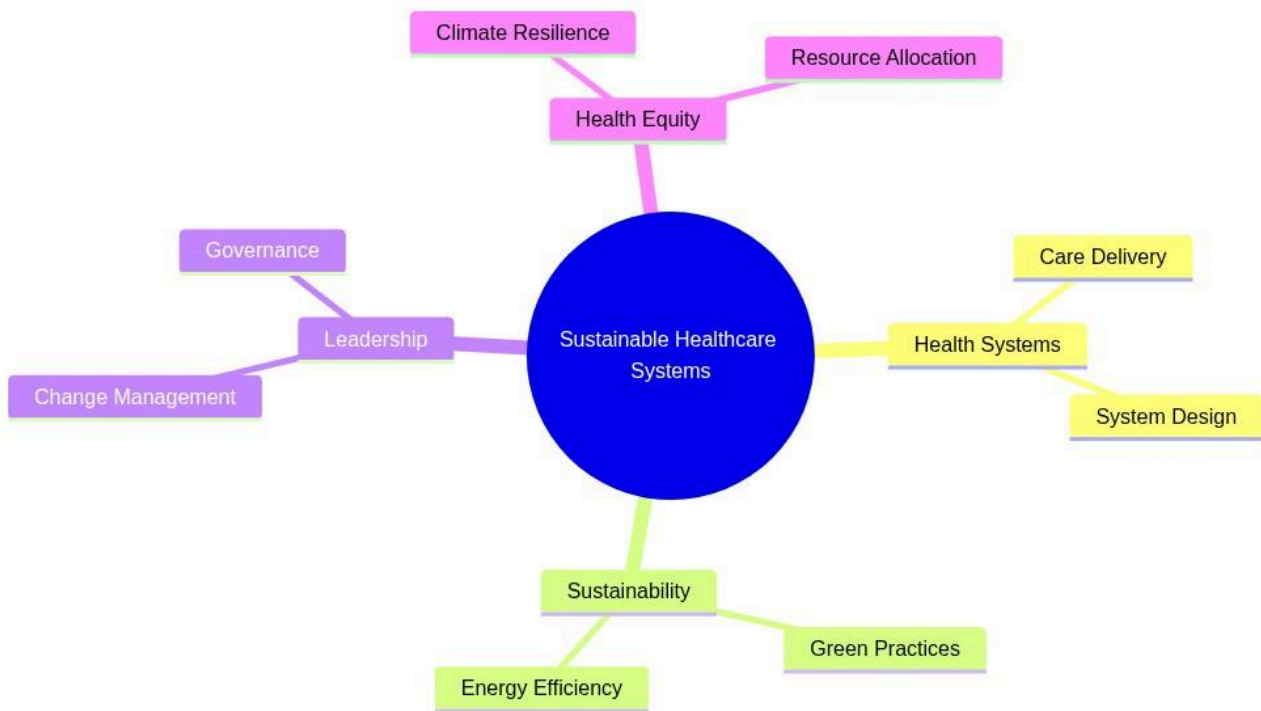 Climate Resilience
Resource Allocation
Health Equity
Governance
Care Delivery
Leadership
Sustainable Healthcare
Systems
Health Systems
Change Management
System Design
Sustainability
Green Practices
Energy Efficiency